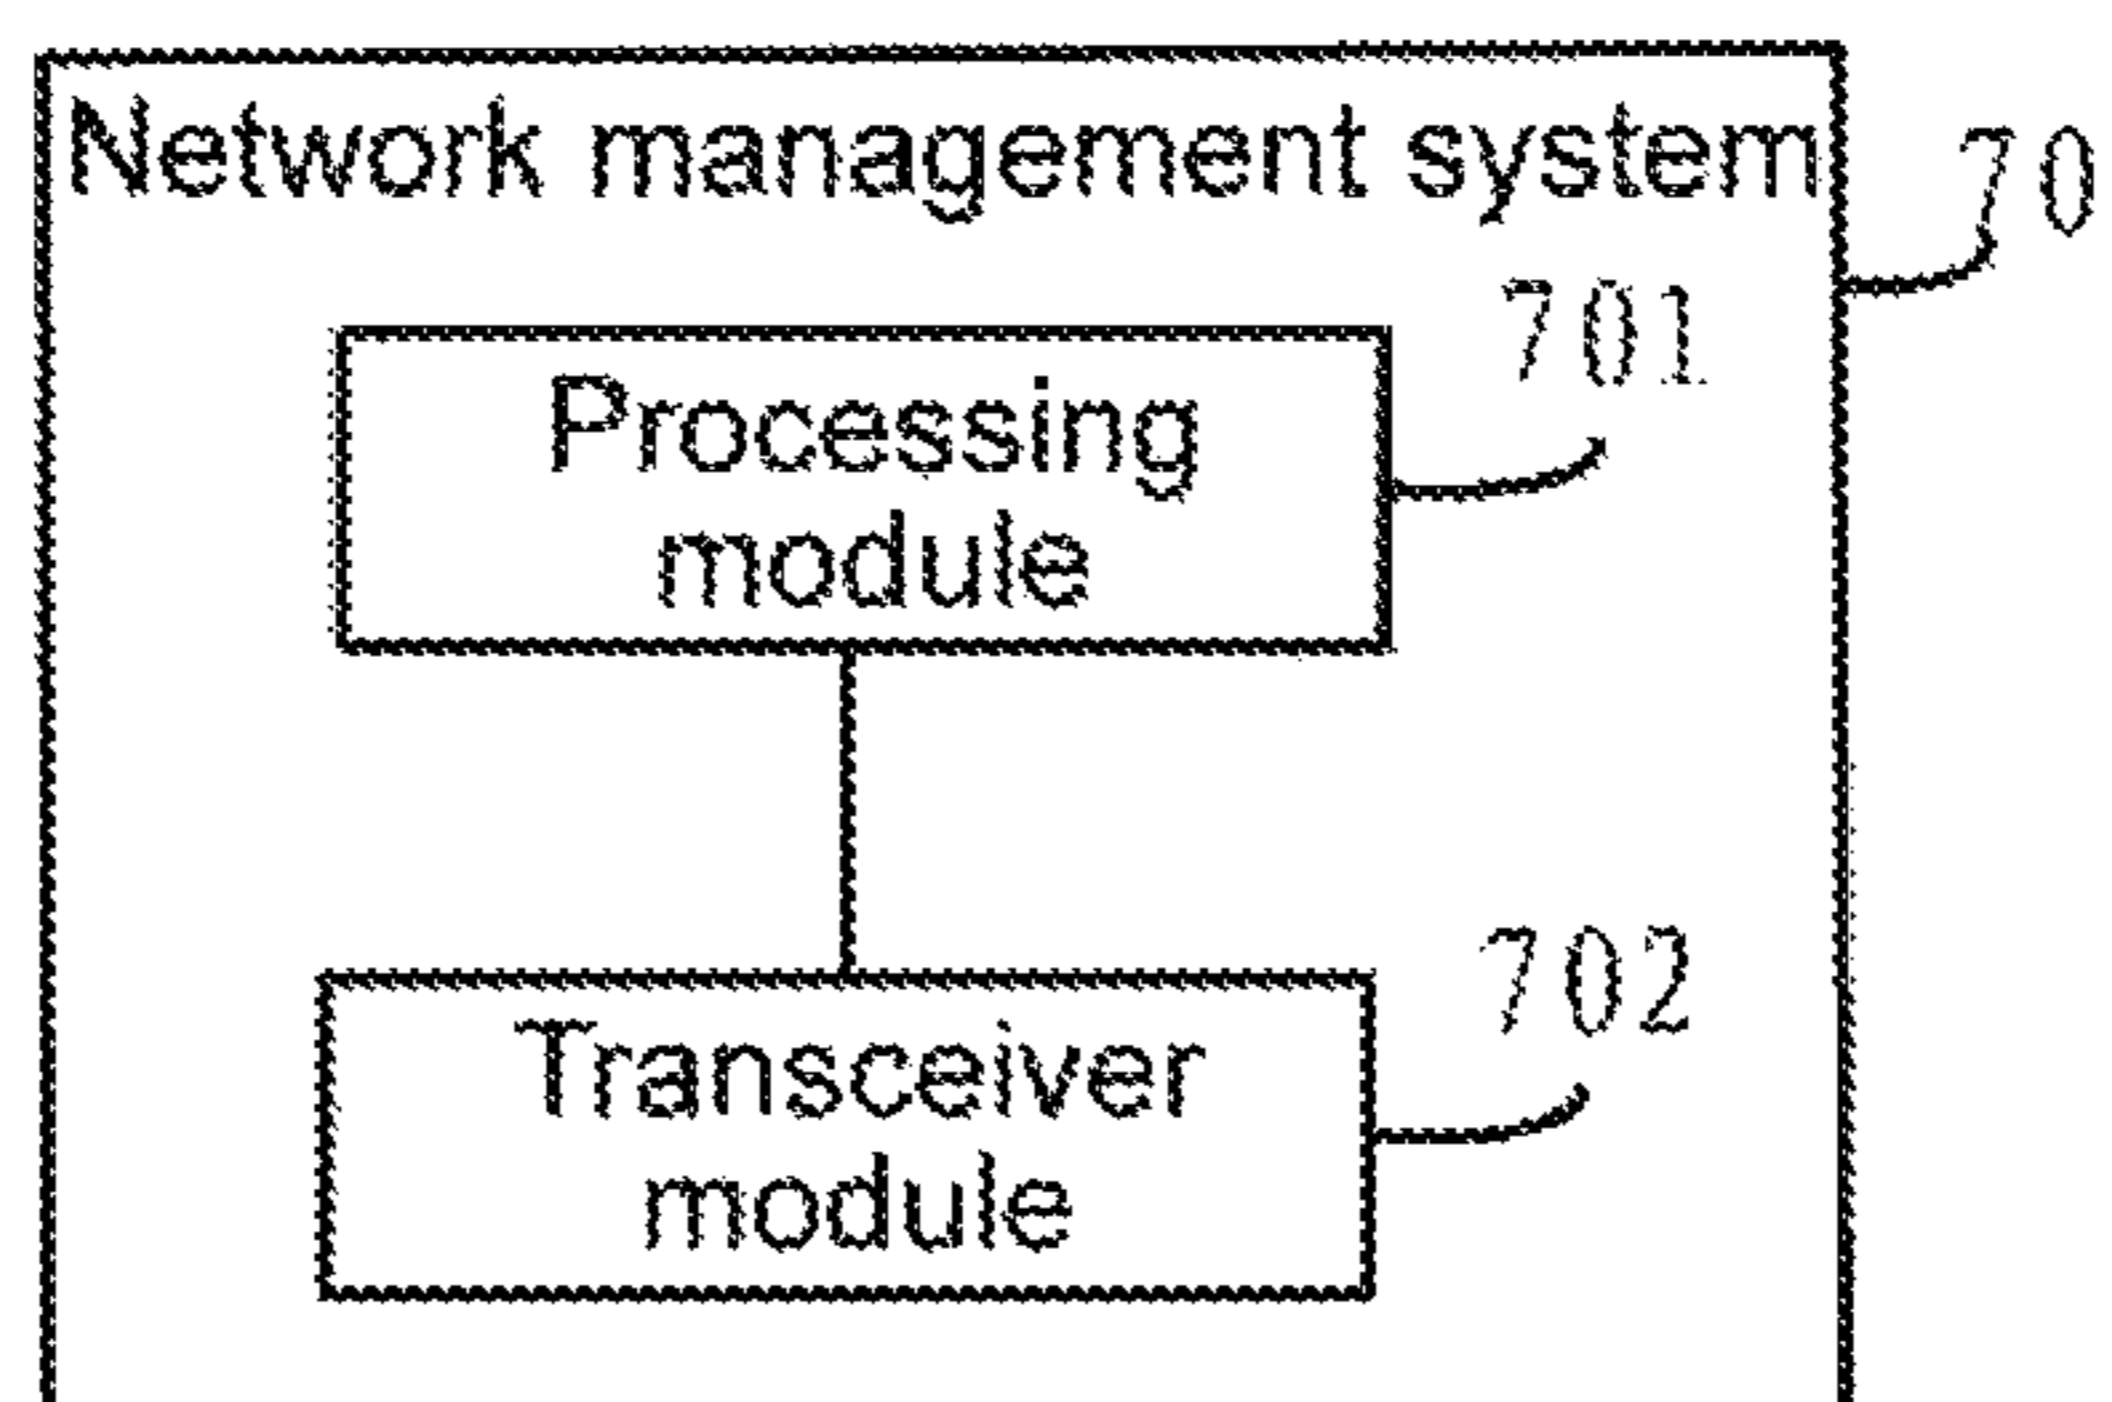 Network management system
70
701
Processing
module
702
Transceiver
module